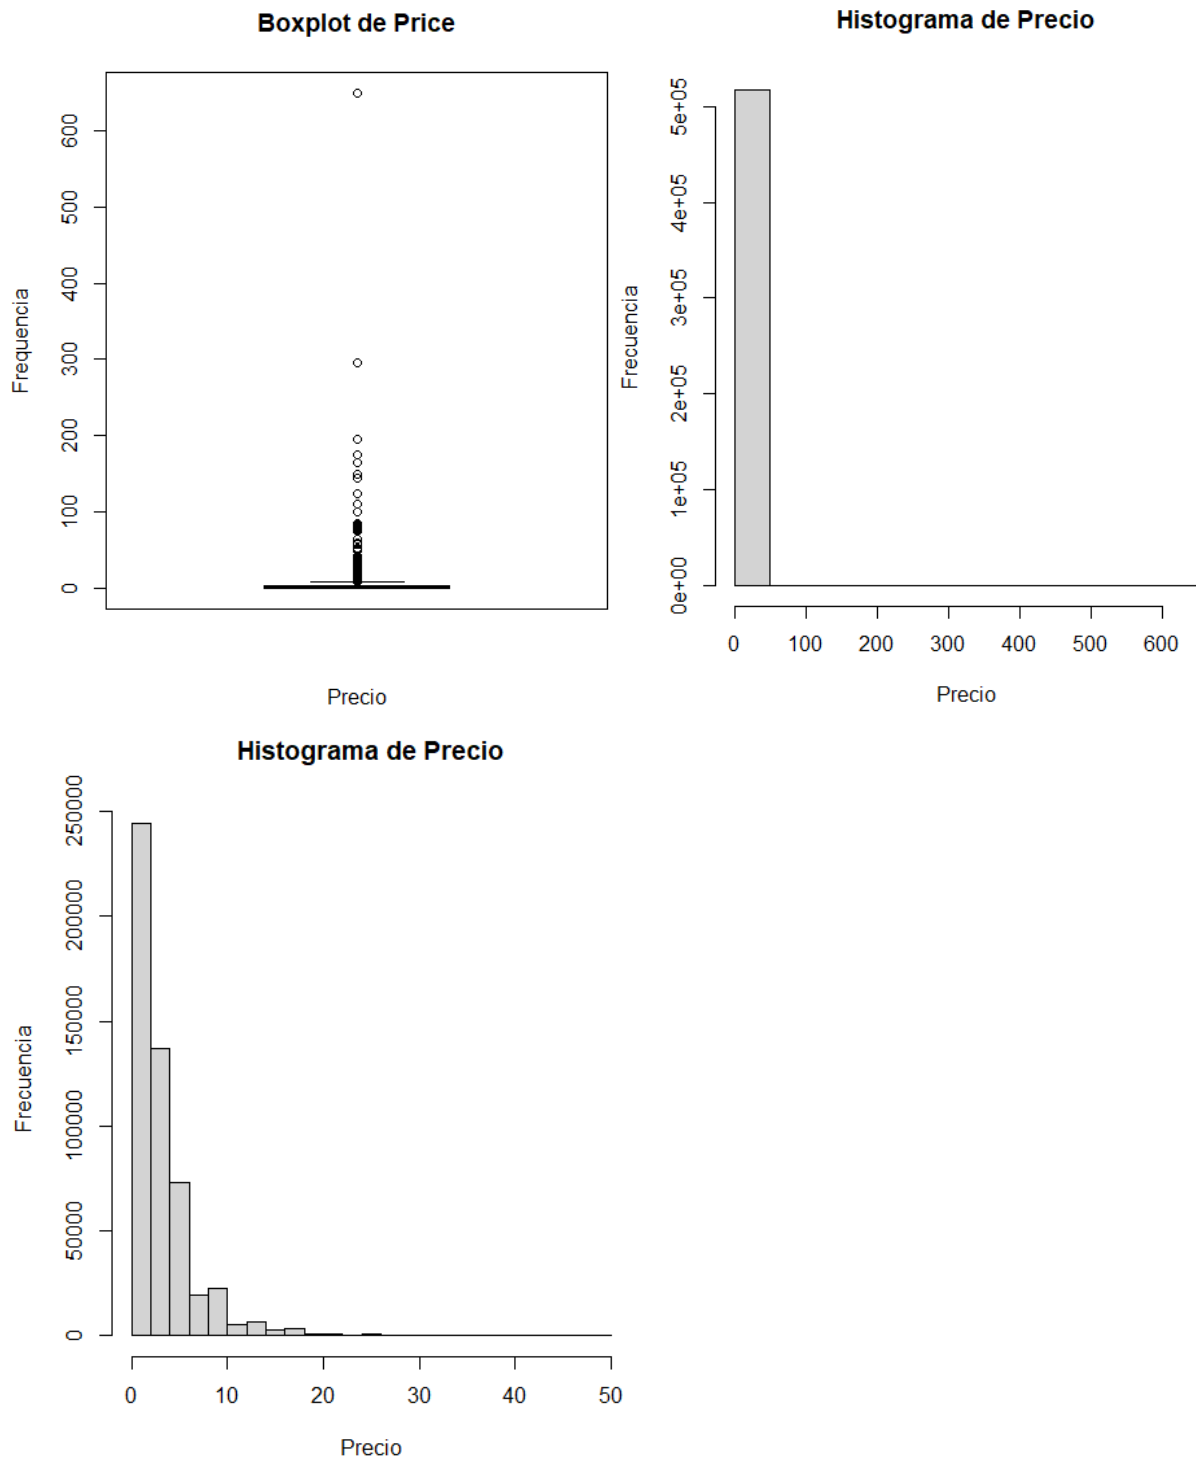 Boxplot de Price
Frequencia
0 100 200 300 400 500 600
Precio
Histograma de Precio
Frecuencia
0e+00 1e+05 2e+05 3e+05 4e+05 5e+05
0 100 200 300 400 500 600
Precio
Histograma de Precio
Frecuencia
0 50000 100000 150000 200000 250000
0 10 20 30 40 50
Precio